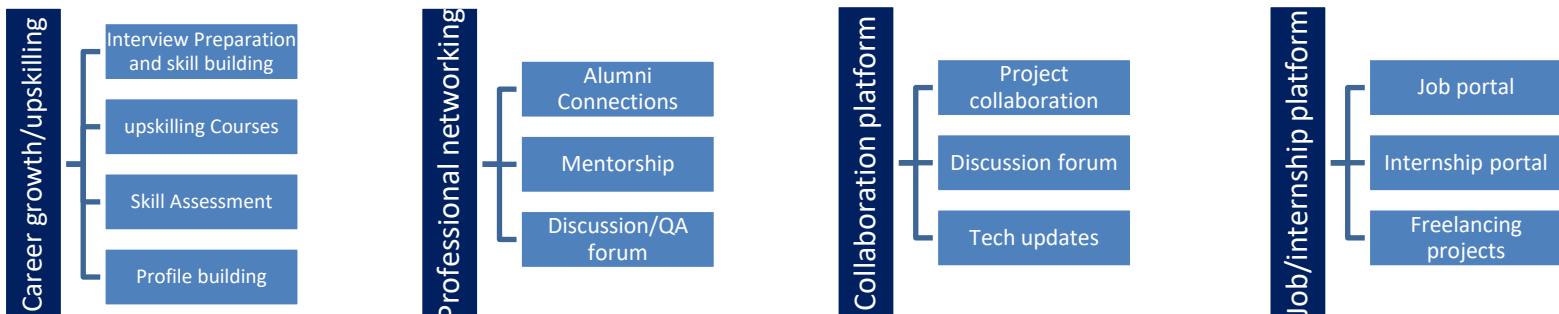 Career growth/upskilling
Interview Preparation
and skill building
upskilling Courses
Skill Assessment
Profile building
Professional networking
Alumni
Connections
Mentorship
Discussion/QA
forum
Collaboration platform
Project
collaboration
Discussion forum
Tech updates
Job/internship platform
Job portal
Internship portal
Freelancing
projects